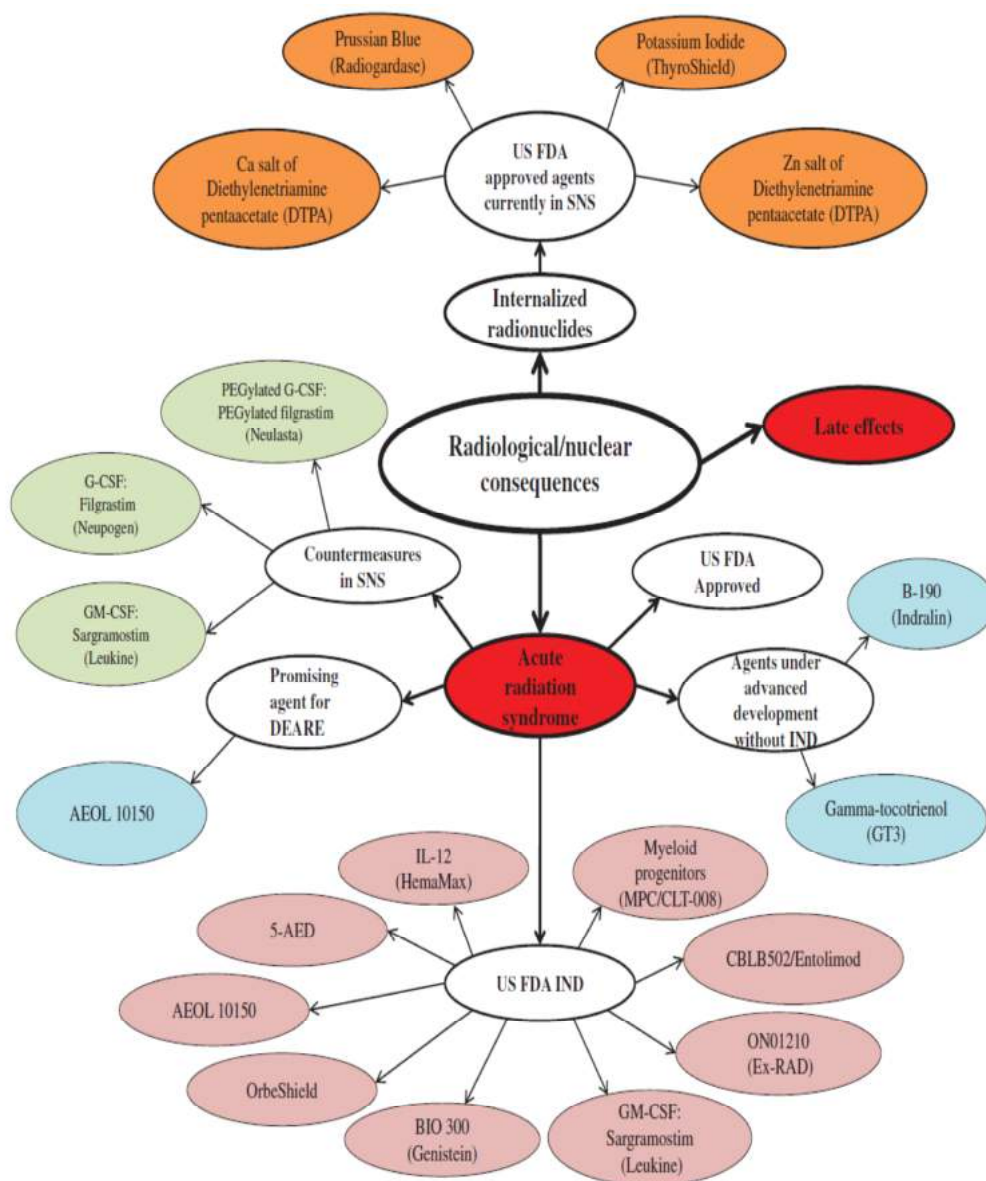 Prussian Blue
(Radiogardase)
Potassium Iodide
(ThyroShield)
Ca salt of
Diethylenetriamine
pentaacetate (DTPA)
US FDA
approved agents
currently in SNS
Zn salt of
Diethylenetriamine
pentaacetate (DTPA)
Internalized
radionuclides
PEGylated G-CSF:
PEGylated filgrastim
(Neulasta)
Radiological/nuclear
consequences
Late effects
G-CSF:
Filgrastim
(Neupogen)
Countermeasures
in SNS
US FDA
Approved
B-190
(Indralin)
GM-CSF:
Sargramostim
(Leukine)
Promising
agent for
DEARE
Acute
radiation
syndrome
Agents under
advanced
development
without IND
AEOL 10150
Gamma-tocotrienol
(GT3)
IL-12
(HemaMax)
Myeloid
progenitors
(MPC/CLT-008)
5-AED
CBLB502/Entolimod
US FDA IND
AEOL 10150
ON01210
(Ex-RAD)
OrbeShield
BIO 300
(Genistein)
GM-CSF:
Sargramostim
(Leukine)